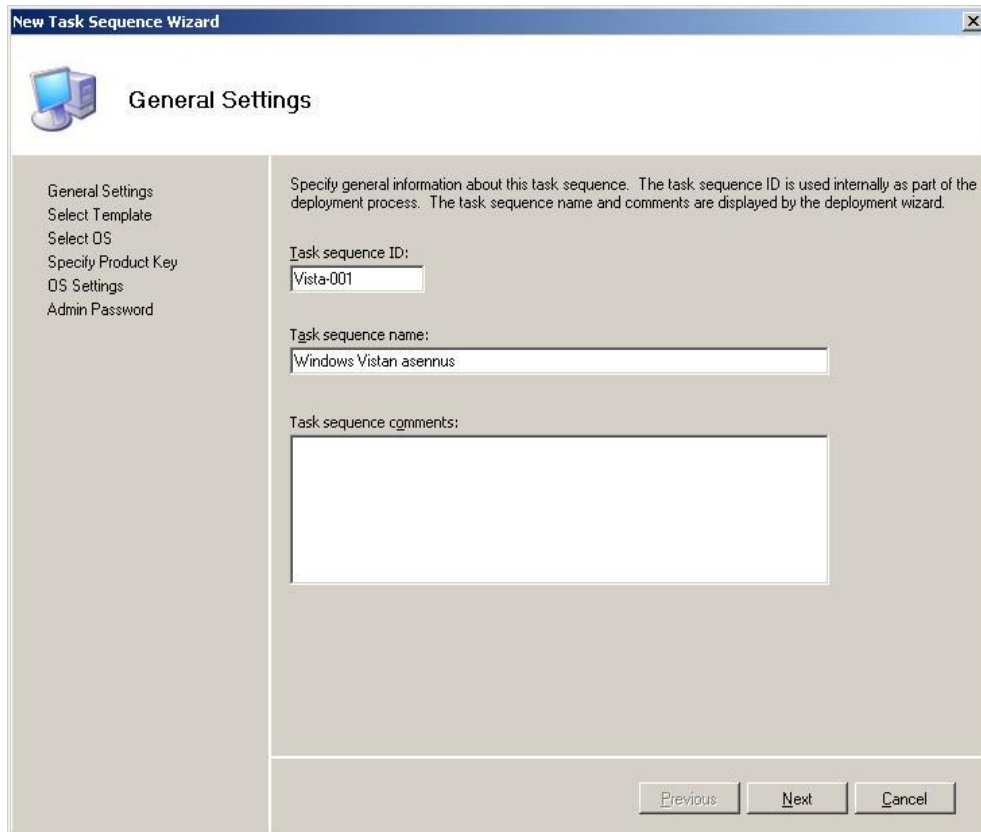 New Task Sequence Wizard
General Settings
General Settings
Select Template
Select OS
Specify Product Key
OS Settings
Admin Password
Specify general information about this task sequence. The task sequence ID is used internally as part of the
deployment process. The task sequence name and comments are displayed by the deployment wizard.
Task sequence ID:
Vista-001
Task sequence name:
Windows Vistan asennus
Task sequence comments:
Previous
Next
Cancel